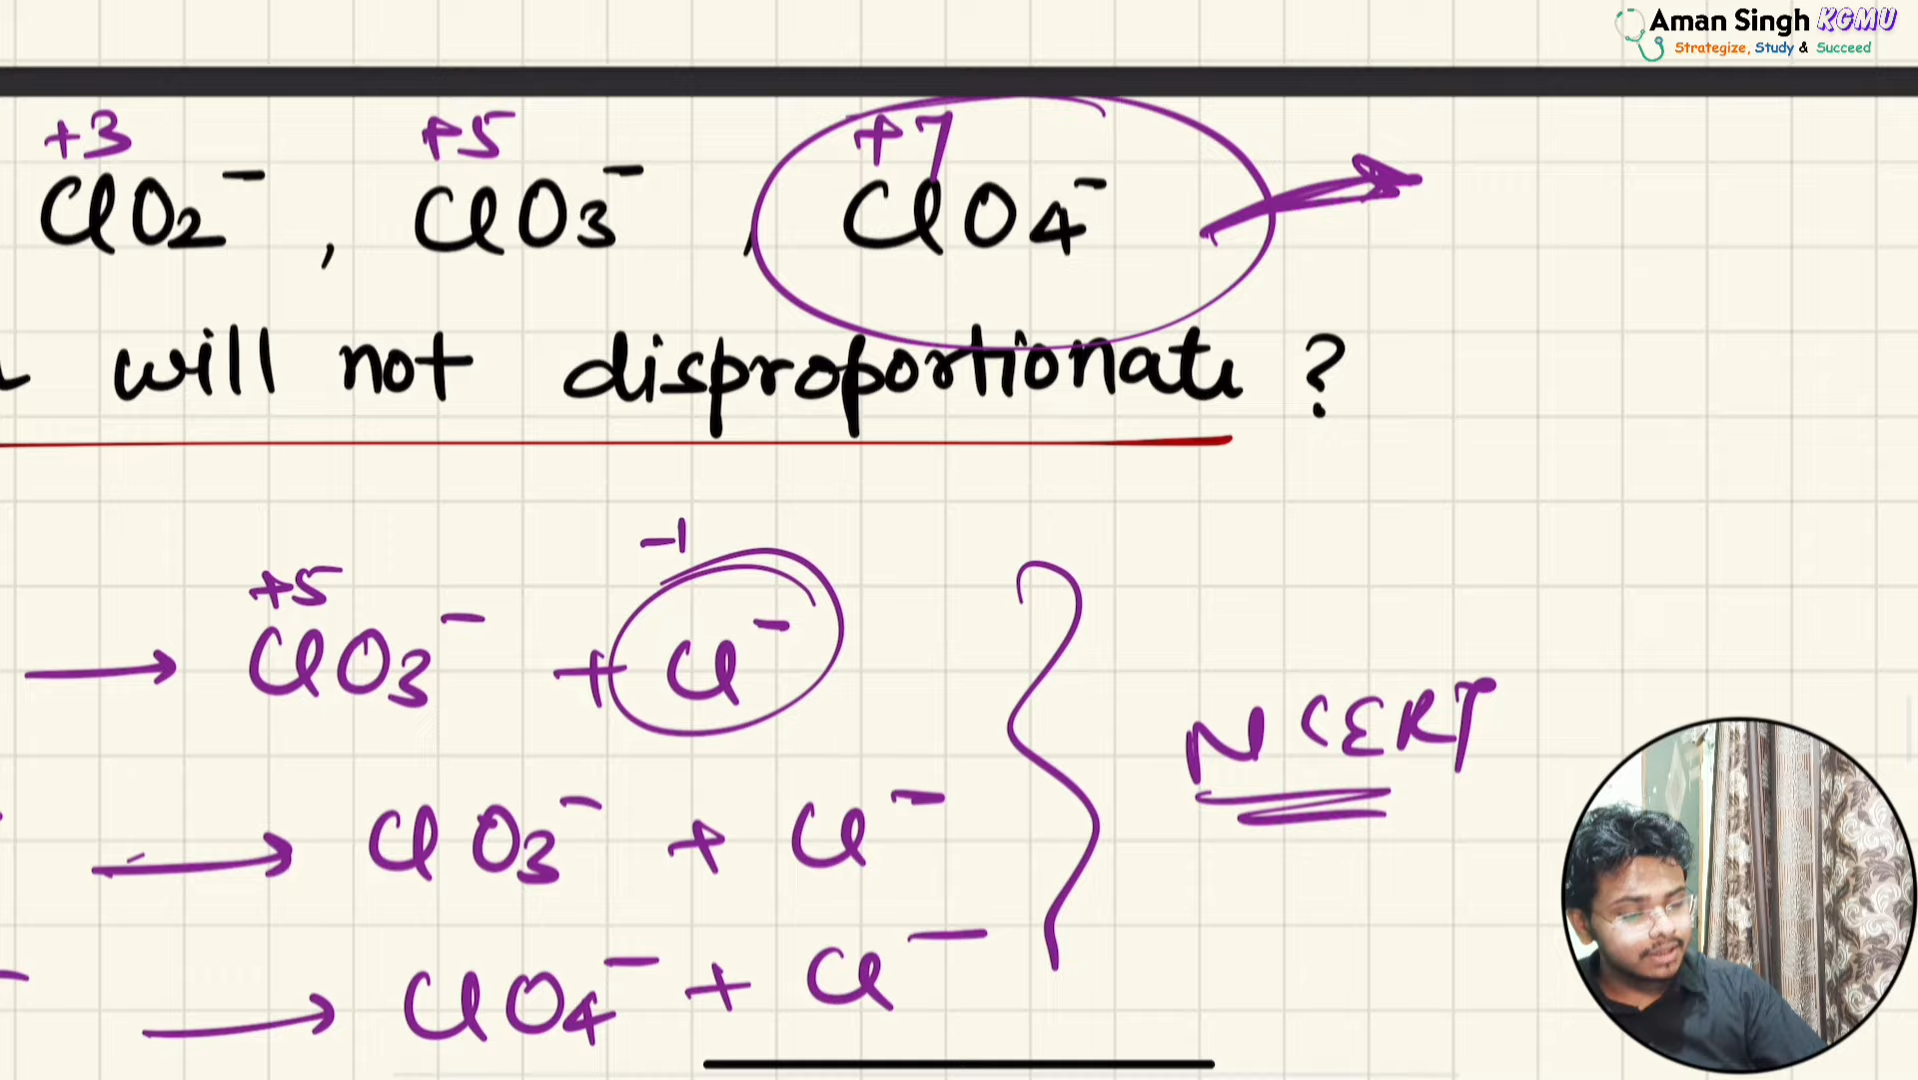 Aman Singh KGMU
Strategize, Study & Succeed
+3 +5 +7
ClO2⁻ , ClO3⁻ , ClO4⁻
will not disproportionate ?
+5 -1
→ ClO3⁻ + Cl⁻
→ ClO3⁻ + Cl⁻
→ ClO4⁻ + Cl⁻
NCERT